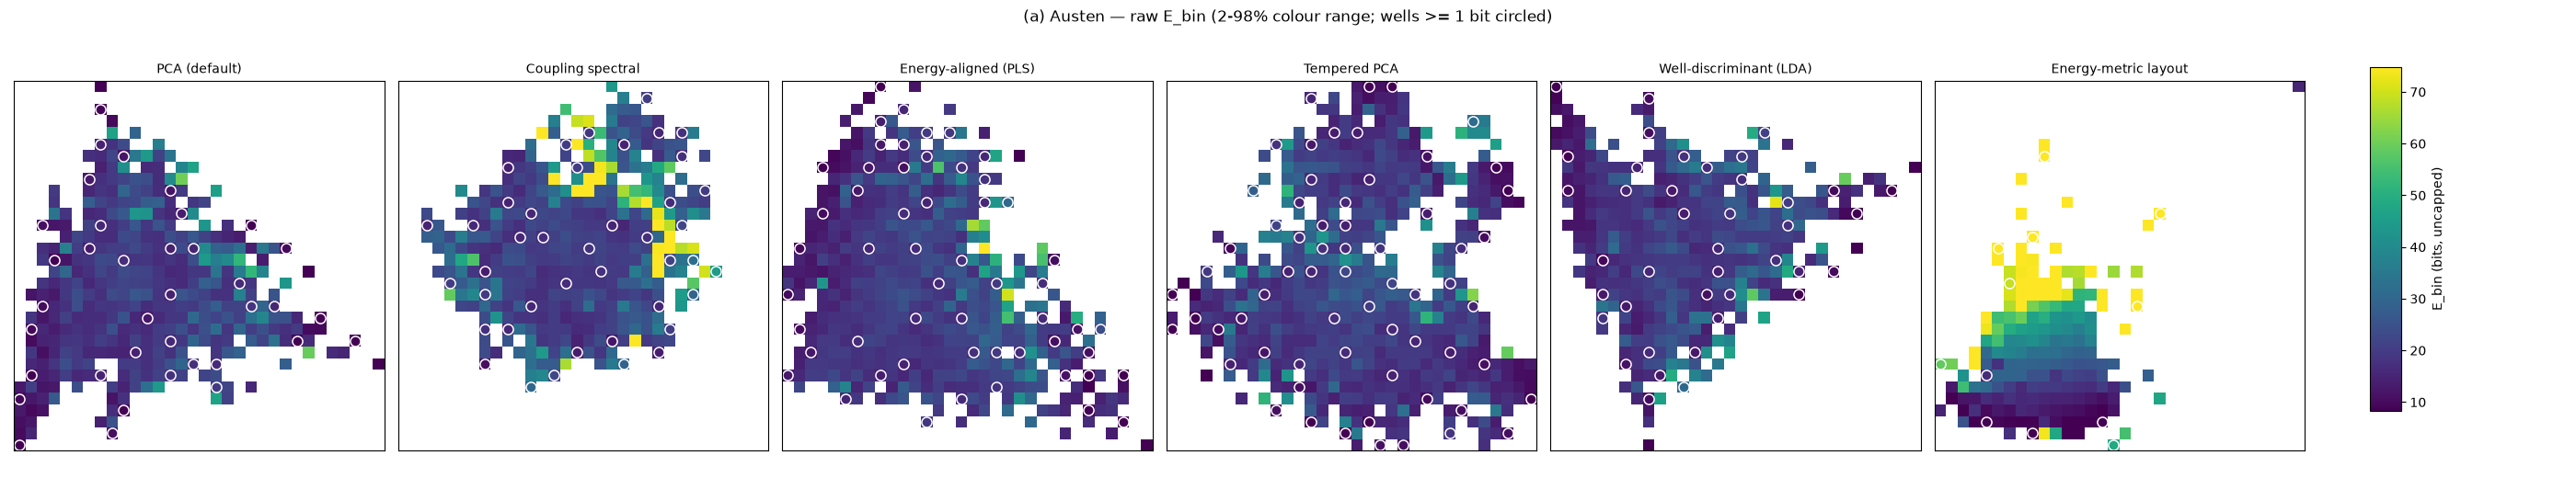 (a) Austen — raw E_bin (2-98% colour range; wells >= 1 bit circled)
PCA (default)
Coupling spectral
Energy-aligned (PLS)
Tempered PCA
Well-discriminant (LDA)
Energy-metric layout
70
60
50
40
30
20
10
E_bin (bits, uncapped)